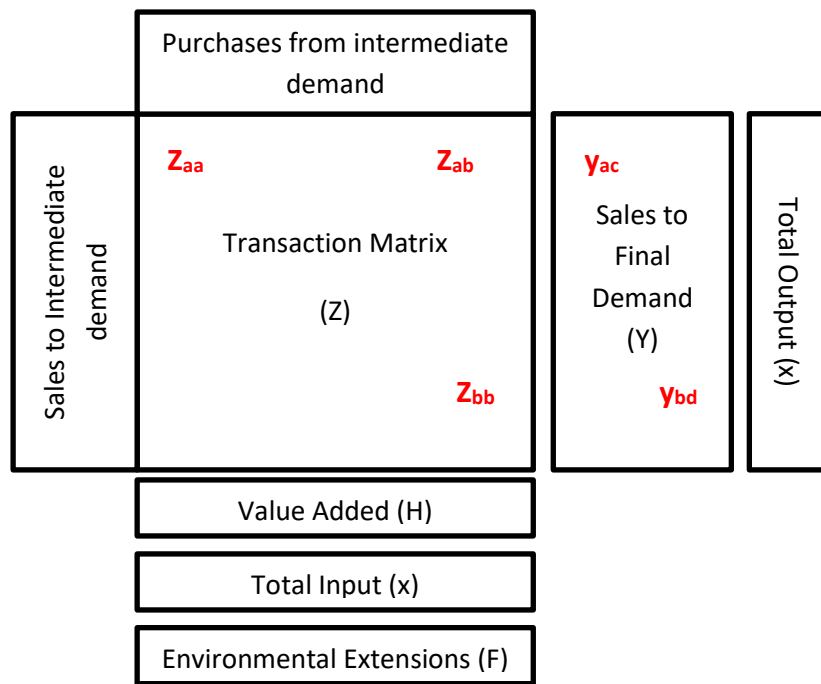 Purchases from intermediate
demand
Sales to Intermediate
demand
Zaa
Zab
Transaction Matrix
(Z)
Zbb
yac
Sales to
Final
Demand
(Y)
ybd
Total Output (x)
Value Added (H)
Total Input (x)
Environmental Extensions (F)